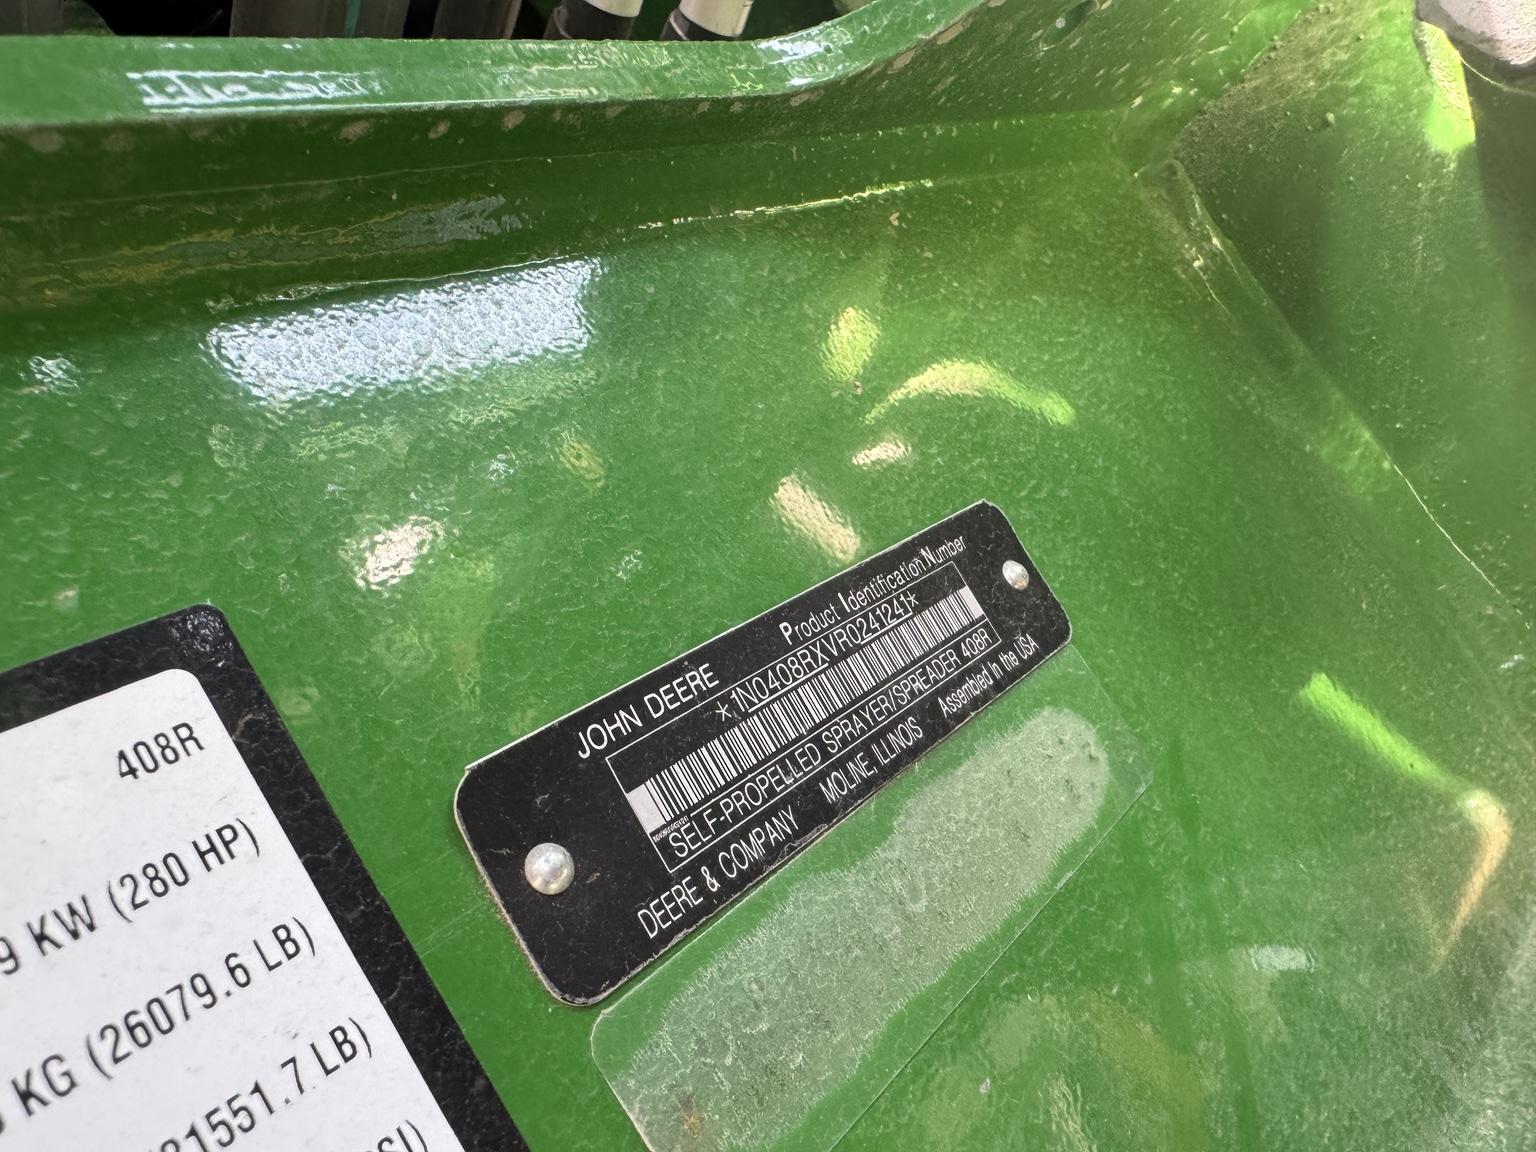 JOHN DEERE Product Identification Number
*1N0408RXVR0241241*
SELF-PROPELLED SPRAYER/SPREADER 408R
DEERE & COMPANY MOLINE, ILLINOIS Assembled in the USA
408R
9 KW (280 HP)
KG (26079.6 LB)
31551.7 LB)
SI)